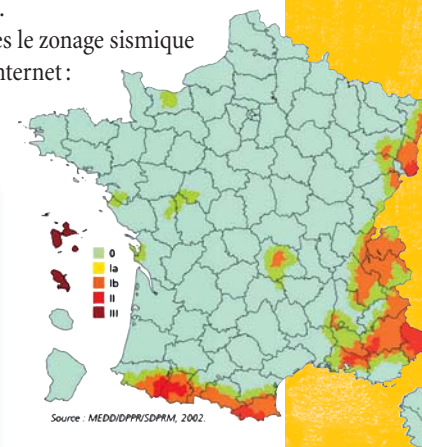 .
es le zonage sismique
nternet :
0
Ia
Ib
II
III
Source : MEDD/DPPR/SDPRM, 2002.